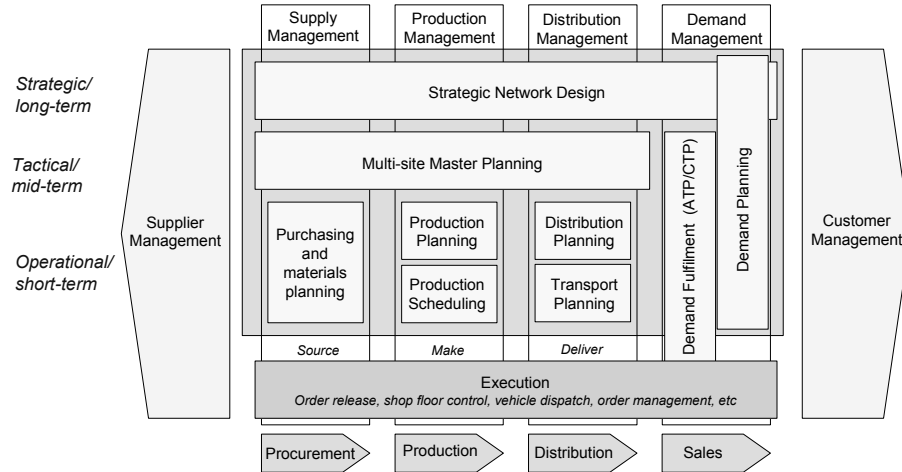 Supply
Management
Production
Management
Distribution
Management
Demand
Management
Strategic/
long-term
Strategic Network Design
Tactical/
mid-term
Multi-site Master Planning
Operational/
short-term
Supplier
Management
Purchasing
and
materials
planning
Production
Planning
Production
Scheduling
Distribution
Planning
Transport
Planning
Demand Fulfilment (ATP/CTP)
Demand Planning
Customer
Management
Source
Make
Deliver
Execution
Order release, shop floor control, vehicle dispatch, order management, etc
Procurement
Production
Distribution
Sales